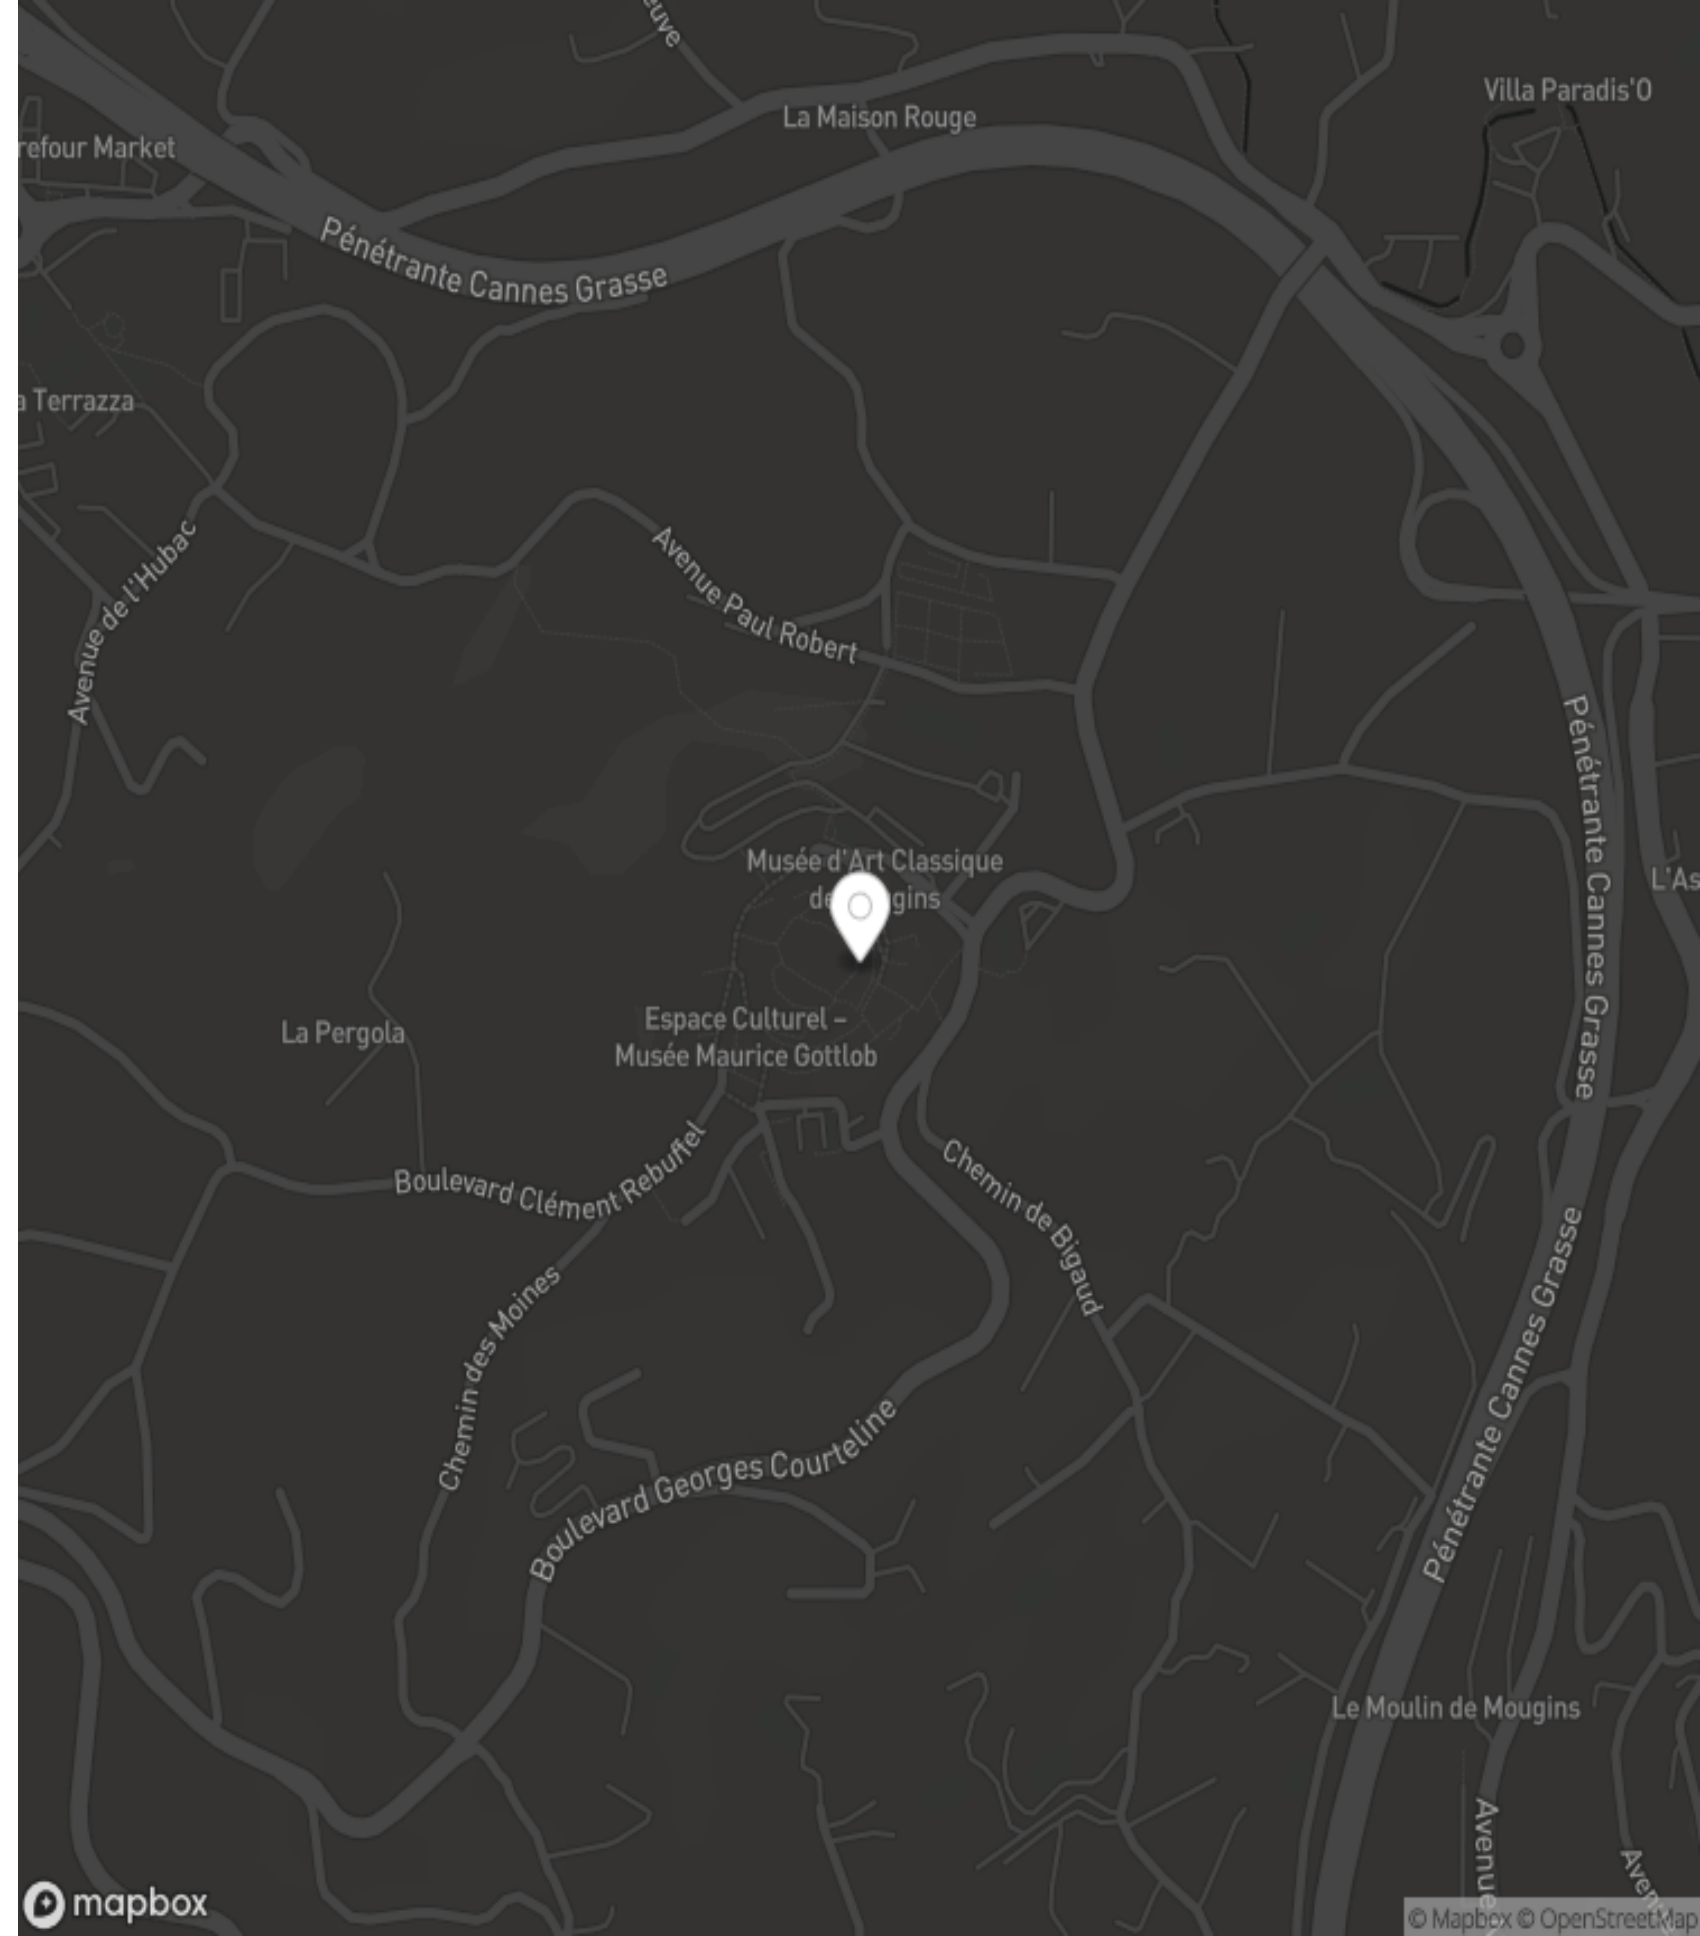 Villa Paradis'O
La Maison Rouge
refour Market
Pénétrante Cannes Grasse
a Terrazza
Avenue de l'Hubac
Avenue Paul Robert
Pénétrante Cannes Grasse
Musée d'Art Classique
L'As
Espace Culturel –
Musée Maurice Gottlob
La Pergola
Boulevard Clément Rebuffel
Chemin de Bigaud
Pénétrante Cannes Grasse
Chemin des Moines
Boulevard Georges Courteline
Le Moulin de Mougins
Avenue
Aven
mapbox
© Mapbox © OpenStreetMap